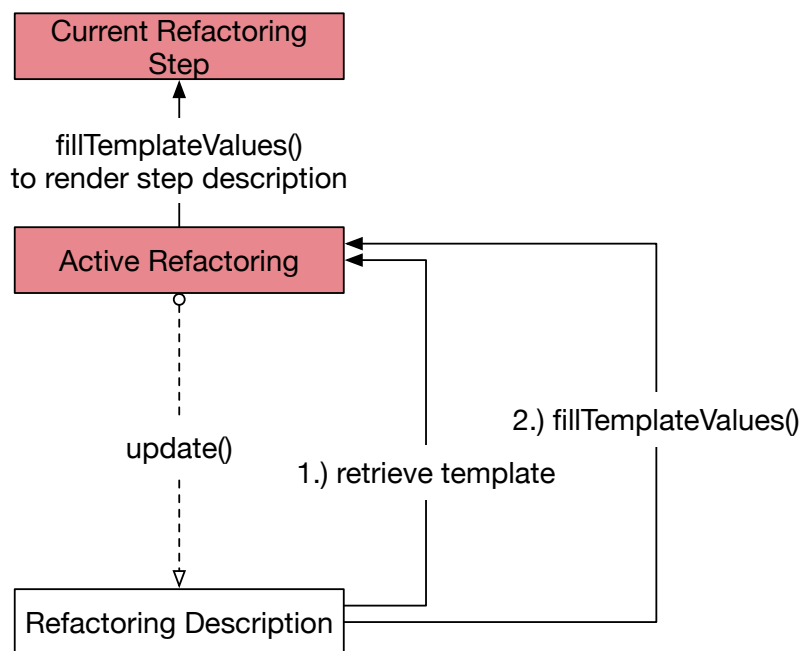 Current Refactoring
Step
fillTemplateValues()
to render step description
Active Refactoring
2.) fillTemplateValues()
update()
1.) retrieve template
Refactoring Description